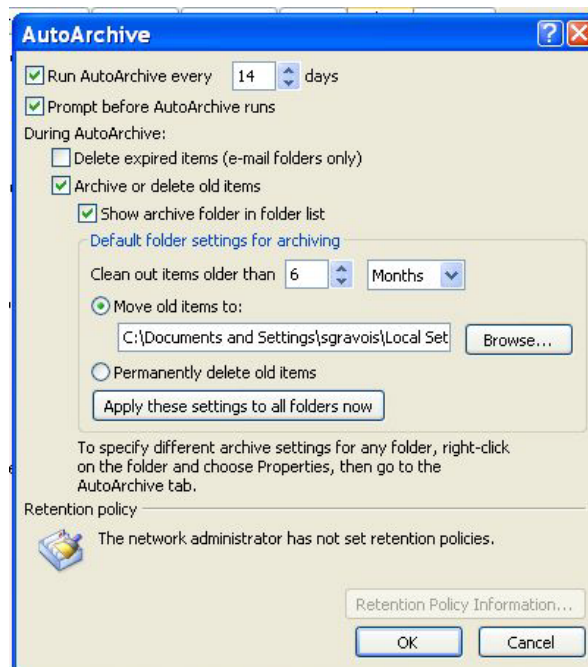 AutoArchive
Run AutoArchive every 14 days
Prompt before AutoArchive runs
During AutoArchive:
Delete expired items (e-mail folders only)
Archive or delete old items
Show archive folder in folder list
Default folder settings for archiving
Clean out items older than 6 Months
Move old items to:
C:\Documents and Settings\sgravois\Local Set Browse...
Permanently delete old items
Apply these settings to all folders now
To specify different archive settings for any folder, right-click
on the folder and choose Properties, then go to the
AutoArchive tab.
Retention policy
The network administrator has not set retention policies.
Retention Policy Information...
OK Cancel